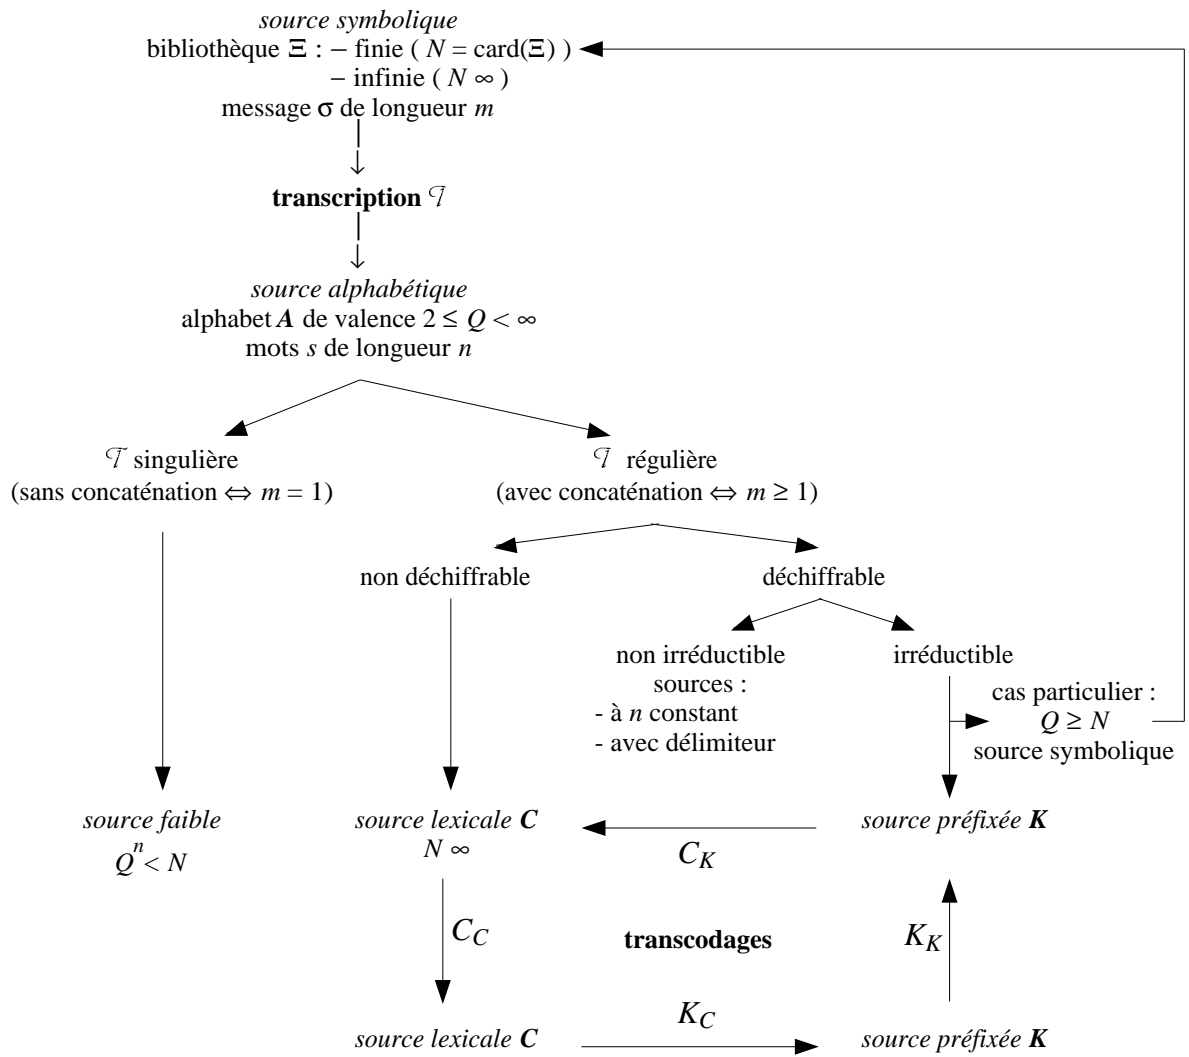 source symbolique
bibliothèque Ξ : − finie ( N = card(Ξ) )
− infinie ( N ∞ )
message σ de longueur m
transcription 𝒯
source alphabétique
alphabet A de valence 2 ≤ Q < ∞
mots s de longueur n
𝒯 singulière
(sans concaténation ⇔ m = 1)
𝒯 régulière
(avec concaténation ⇔ m ≥ 1)
non déchiffrable
déchiffrable
non irréductible
sources :
- à n constant
- avec délimiteur
irréductible
cas particulier :
Q ≥ N
source symbolique
source faible
Qⁿ < N
source lexicale C
N ∞
C_K
source préfixée K
C_C
transcodages
K_K
source lexicale C
K_C
source préfixée K